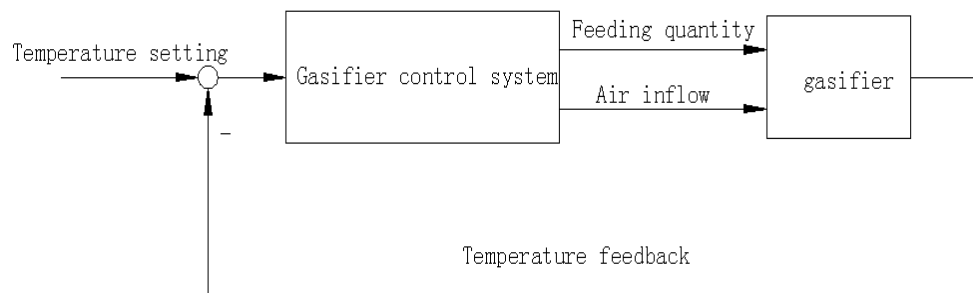 Feeding quantity
Temperature setting
Gasifier control system
gasifier
Air inflow
−
Temperature feedback